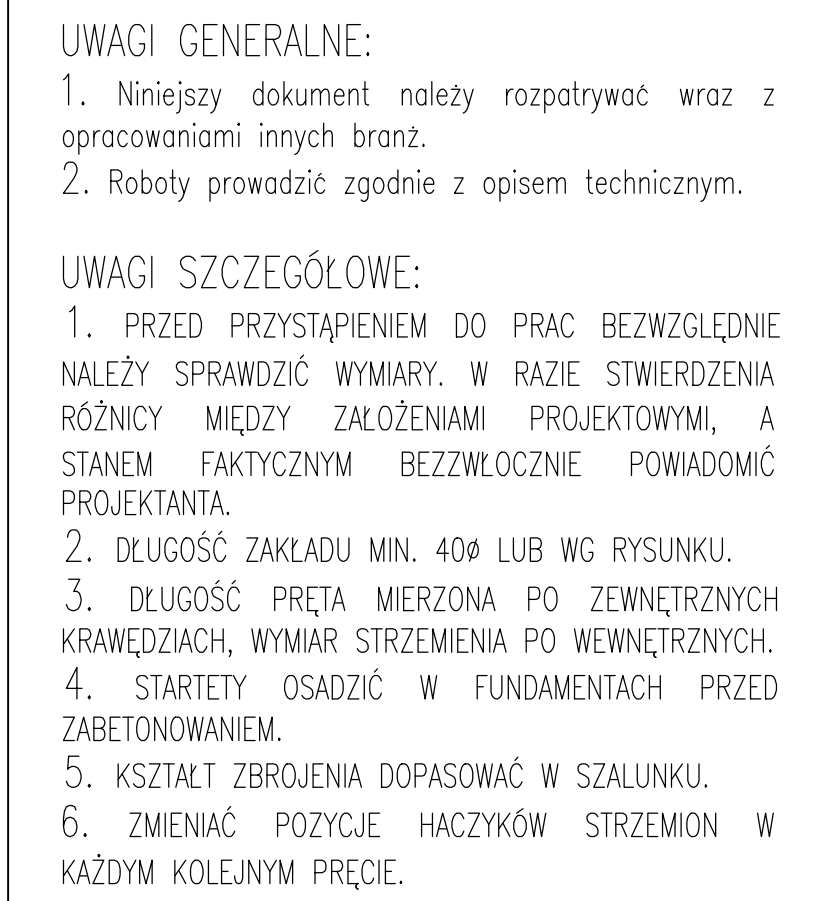 UWAGI GENERALNE:
1. Niniejszy dokument należy rozpatrywać wraz z
opracowaniami innych branż.
2. Roboty prowadzić zgodnie z opisem technicznym.
UWAGI SZCZEGÓŁOWE:
1. PRZED PRZYSTĄPIENIEM DO PRAC BEZWZGLĘDNIE
NALEŻY SPRAWDZIĆ WYMIARY. W RAZIE STWIERDZENIA
RÓŻNICY MIĘDZY ZAŁOŻENIAMI PROJEKTOWYMI, A
STANEM FAKTYCZNYM BEZZWŁOCZNIE POWIADOMIĆ
PROJEKTANTA.
2. DŁUGOŚĆ ZAKŁADU MIN. 40ø LUB WG RYSUNKU.
3. DŁUGOŚĆ PRĘTA MIERZONA PO ZEWNĘTRZNYCH
KRAWĘDZIACH, WYMIAR STRZEMIENIA PO WEWNĘTRZNYCH.
4. STARTETY OSADZIĆ W FUNDAMENTACH PRZED
ZABETONOWANIEM.
5. KSZTAŁT ZBROJENIA DOPASOWAĆ W SZALUNKU.
6. ZMIENIAĆ POZYCJE HACZYKÓW STRZEMION W
KAŻDYM KOLEJNYM PRĘCIE.